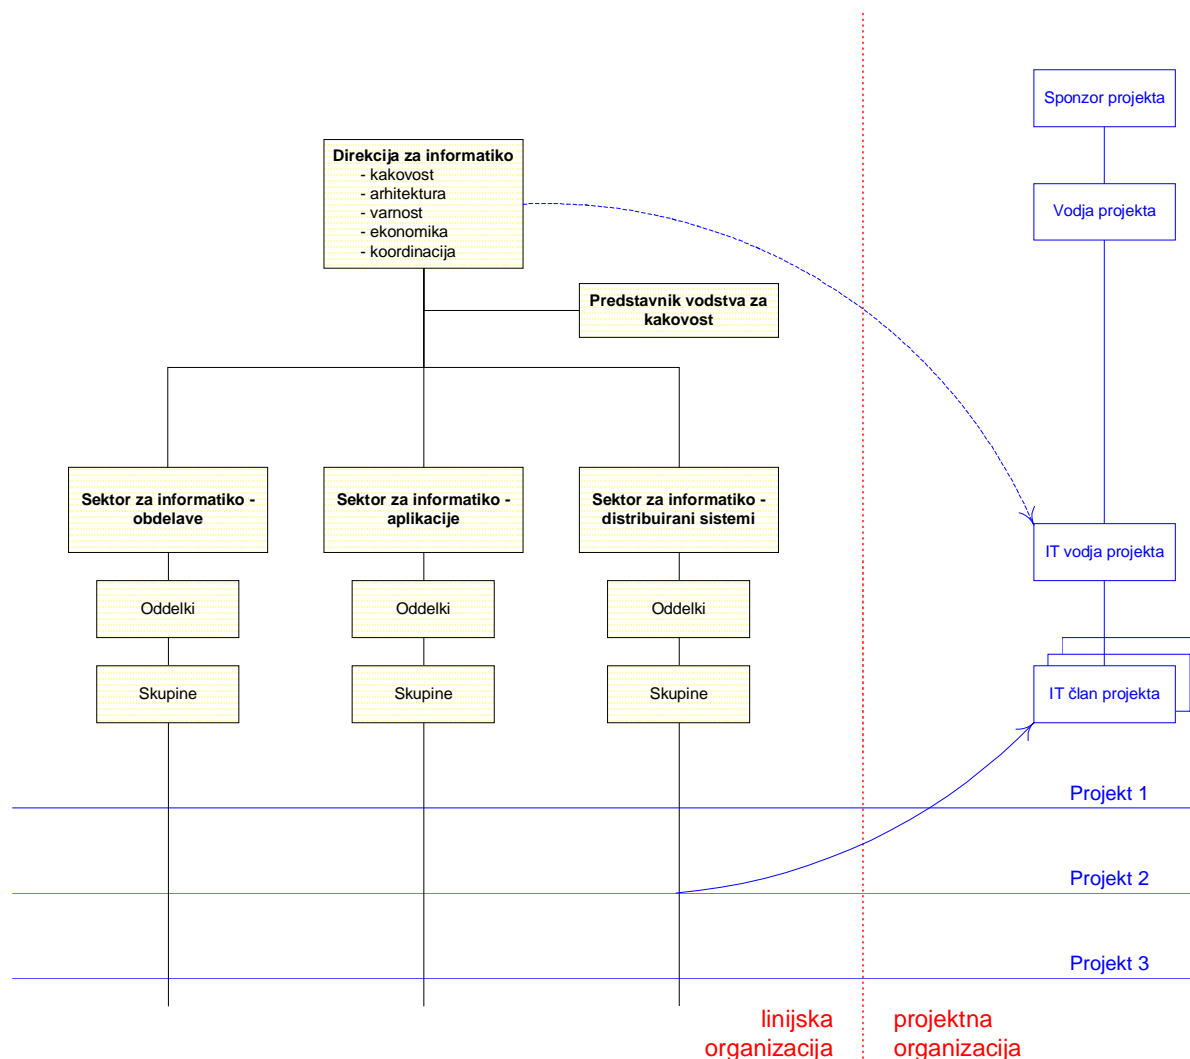 Sponzor projekta
Direkcija za informatiko
- kakovost
- arhitektura
- varnost
- ekonomika
- koordinacija
Vodja projekta
Predstavnik vodstva za
kakovost
Sektor za informatiko -
obdelave
Sektor za informatiko -
aplikacije
Sektor za informatiko -
distribuirani sistemi
IT vodja projekta
Oddelki
Oddelki
Oddelki
Skupine
Skupine
Skupine
IT član projekta
Projekt 1
Projekt 2
Projekt 3
linijska
organizacija
projektna
organizacija